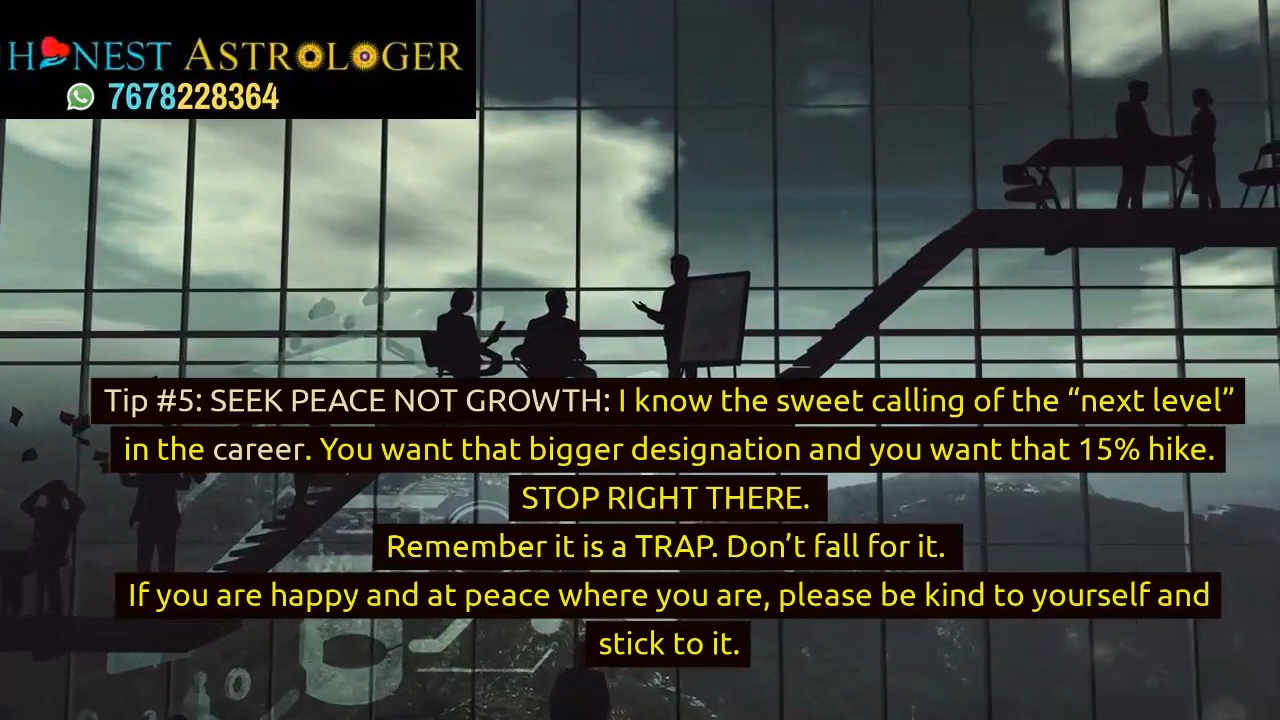 HONEST ASTROLOGER
7678228364
Tip #5: SEEK PEACE NOT GROWTH: I know the sweet calling of the “next level”
in the career. You want that bigger designation and you want that 15% hike.
STOP RIGHT THERE.
Remember it is a TRAP. Don’t fall for it.
If you are happy and at peace where you are, please be kind to yourself and
stick to it.